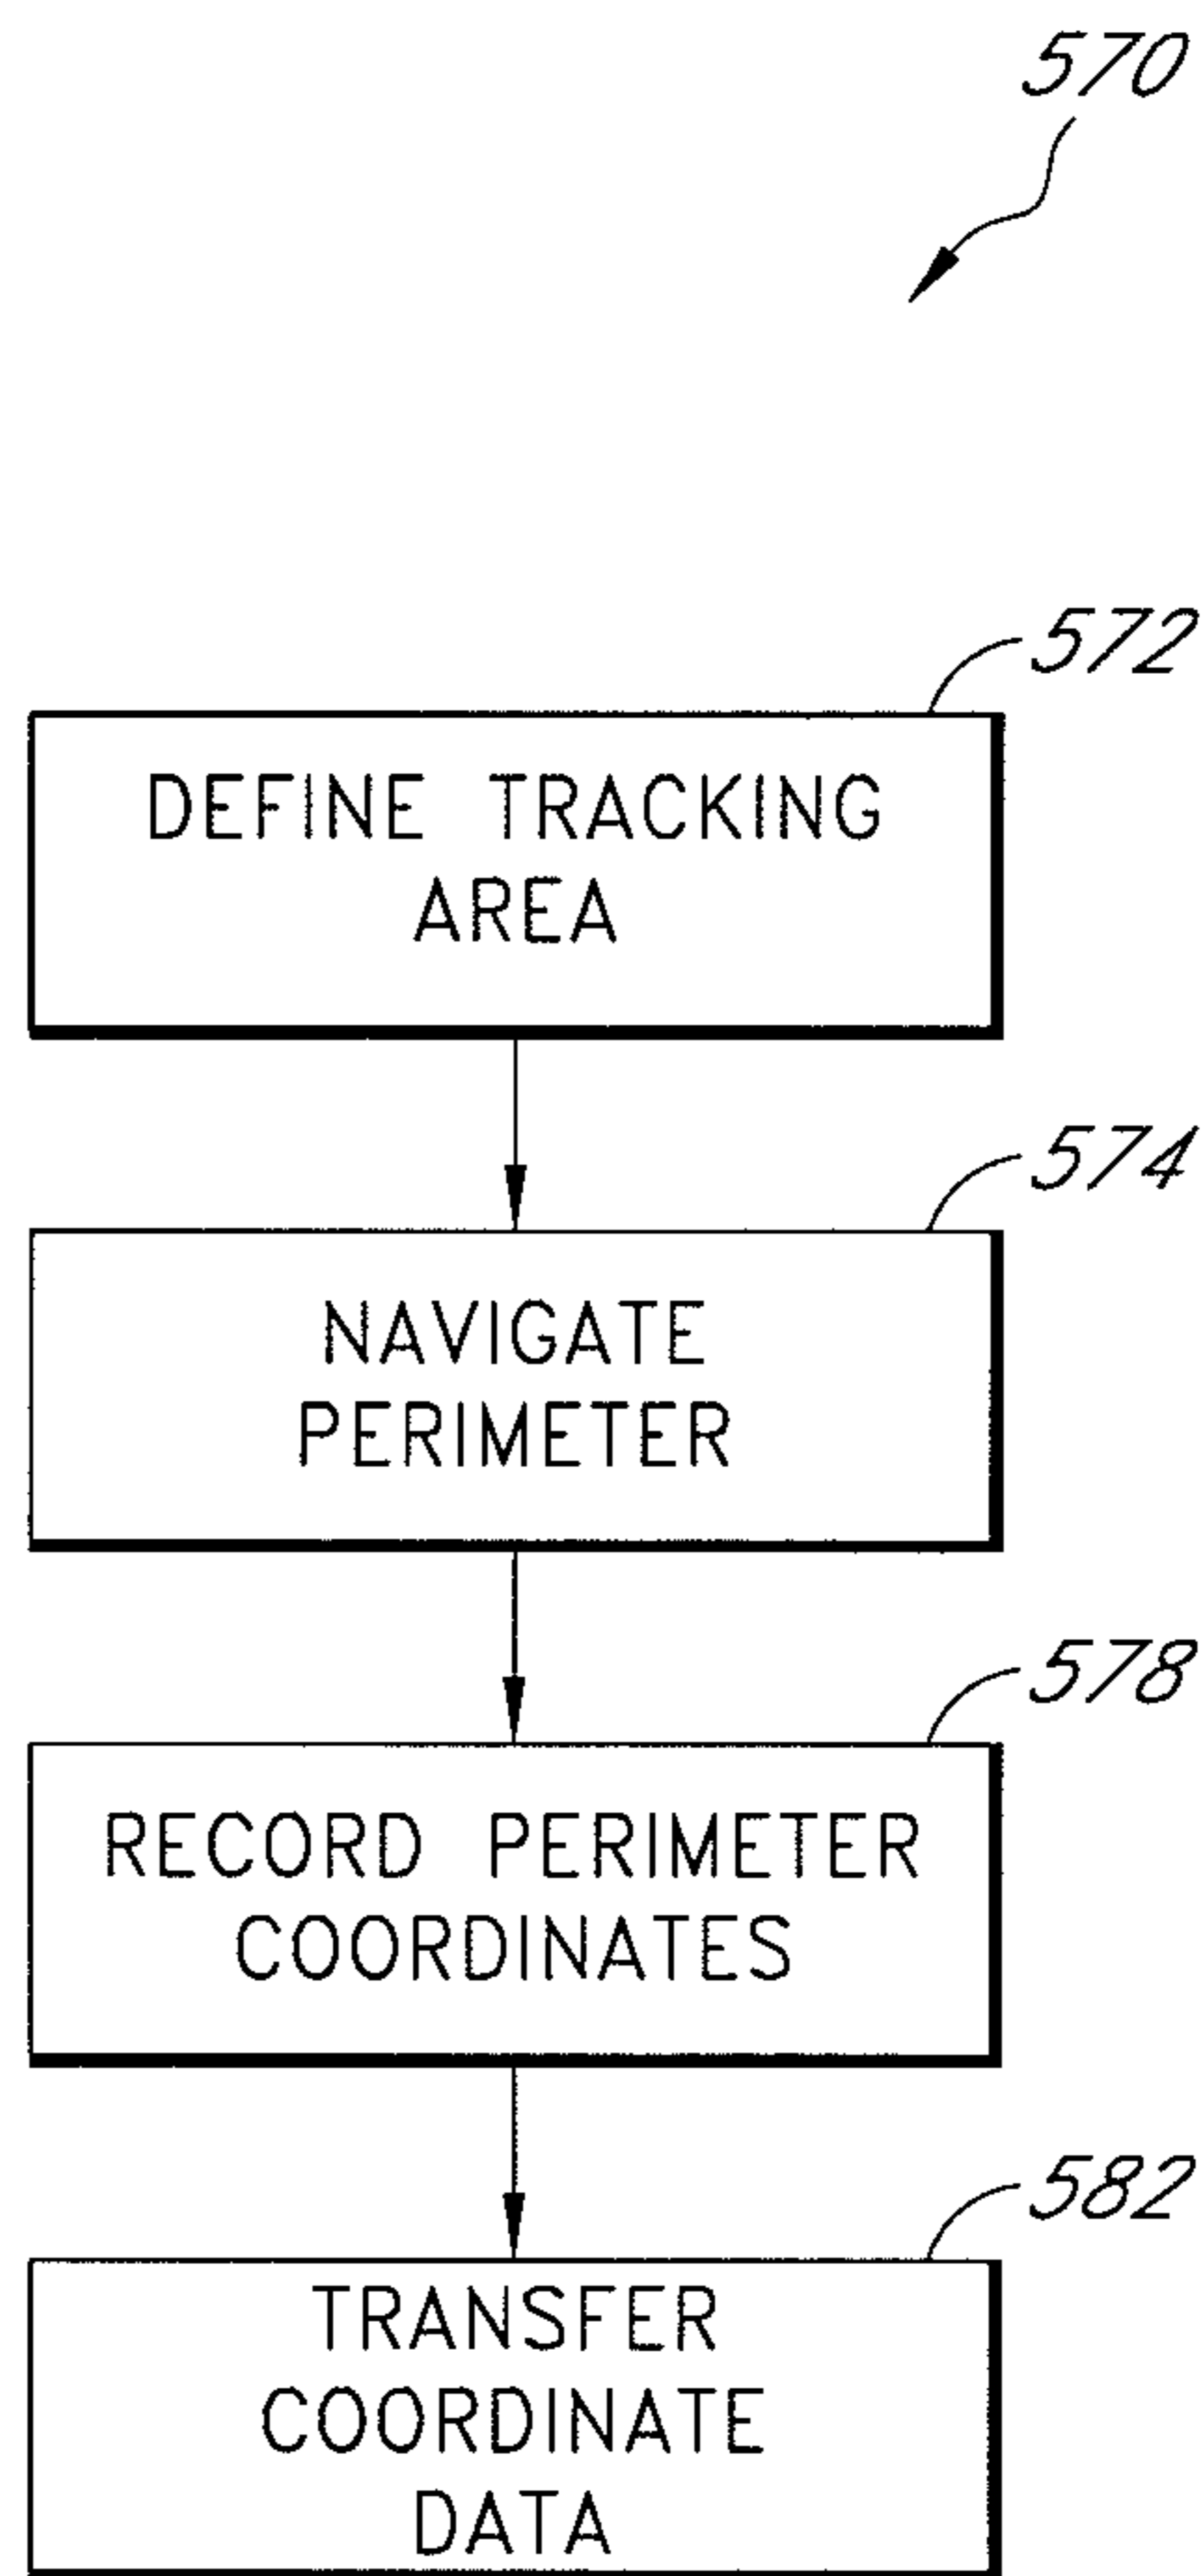 570
572
DEFINE TRACKING
AREA
574
NAVIGATE
PERIMETER
578
RECORD PERIMETER
COORDINATES
582
TRANSFER
COORDINATE
DATA